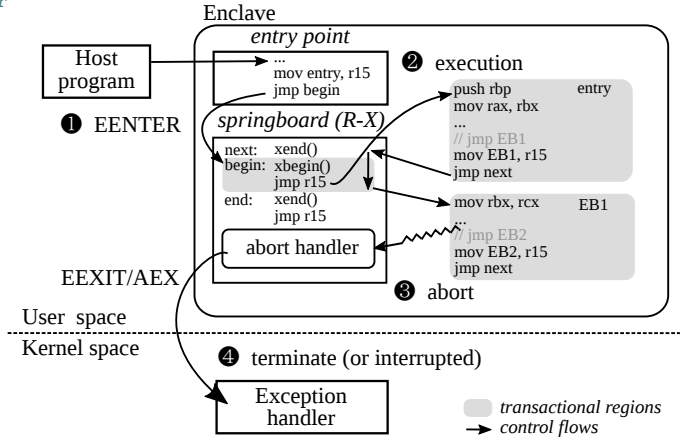 Enclave
entry point
...
mov entry, r15
jmp begin
Host
program
❶ EENTER
❷ execution
push rbp entry
mov rax, rbx
...
// jmp EB1
mov EB1, r15
jmp next
springboard (R-X)
next: xend()
begin: xbegin()
jmp r15
end: xend()
jmp r15
abort handler
mov rbx, rcx EB1
...
// jmp EB2
mov EB2, r15
jmp next
❸ abort
EEXIT/AEX
User space
Kernel space
❹ terminate (or interrupted)
Exception
handler
transactional regions
control flows